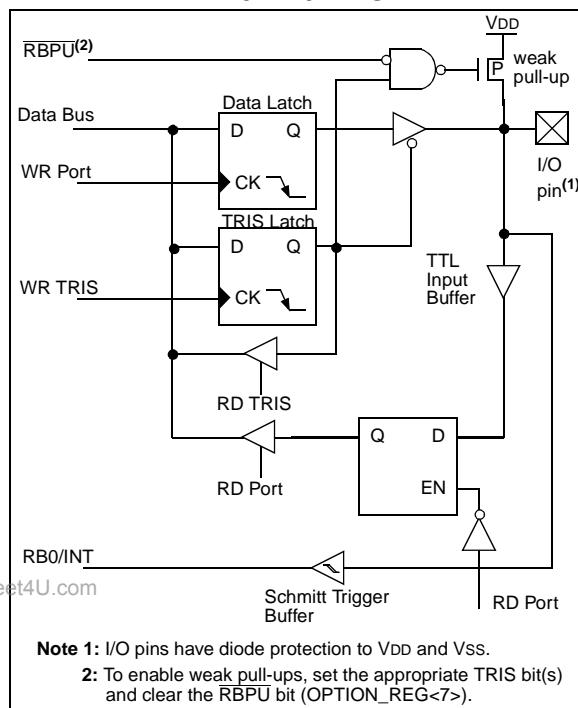 VDD
RBPU(2)
weak
pull-up
P
Data Bus
Data Latch
D Q
WR Port
CK
I/O
pin(1)
TRIS Latch
D Q
TTL
Input
Buffer
WR TRIS
CK
RD TRIS
Q D
RD Port
EN
RB0/INT
eet4U.com
Schmitt Trigger
Buffer
RD Port
Note 1: I/O pins have diode protection to VDD and VSS.
2: To enable weak pull-ups, set the appropriate TRIS bit(s)
and clear the RBPU bit (OPTION_REG<7>).